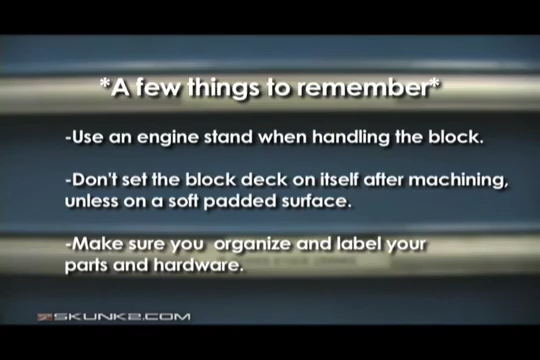 *A few things to remember*
-Use an engine stand when handling the block.
-Don't set the block deck on itself after machining,
unless on a soft padded surface.
-Make sure you  organize and label your
parts and hardware.
SKUNK2.COM